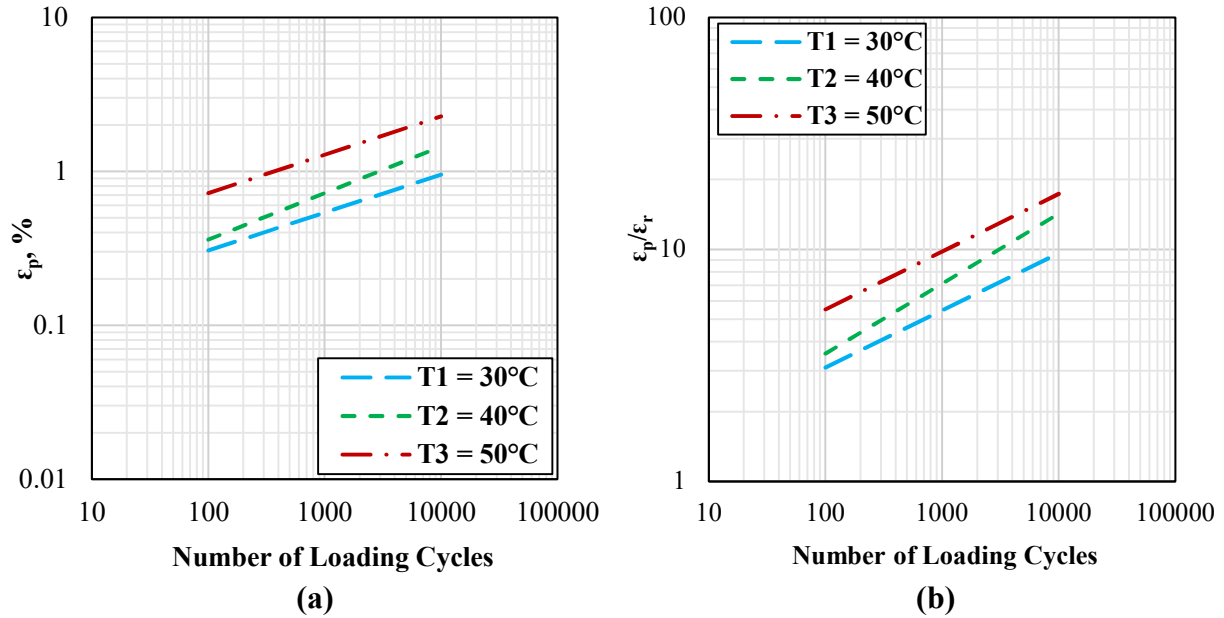 10
1
0.1
0.01
10
100
1000
10000
100000
εp, %
Number of Loading Cycles
T1 = 30°C
T2 = 40°C
T3 = 50°C
(a)
100
10
1
10
100
1000
10000
100000
εp/εr
Number of Loading Cycles
T1 = 30°C
T2 = 40°C
T3 = 50°C
(b)